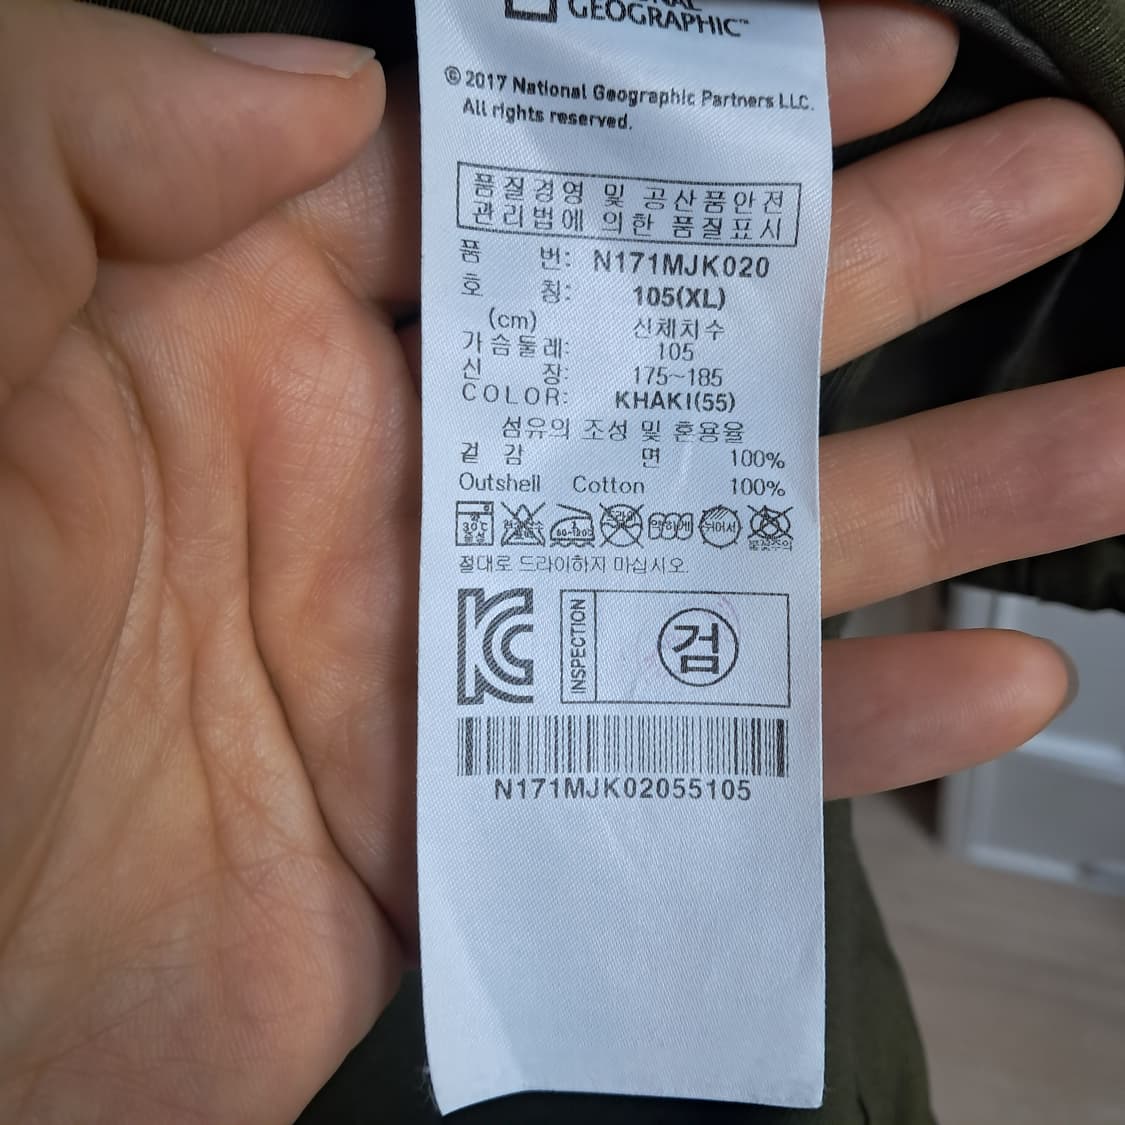 GEOGRAPHIC™
© 2017 National Geographic Partners LLC.
All rights reserved.
품질경영 및 공산품안전
관리법에 의한 품질표시
품 번: N171MJK020
호 칭: 105(XL)
(cm) 신체치수
가슴둘레: 105
신 장: 175~185
COLOR: KHAKI(55)
섬유의 조성 및 혼용율
겉 감 면 100%
Outshell Cotton 100%
약하게
절대로 드라이하지 마십시오.
INSPECTION
검
N171MJK02055105